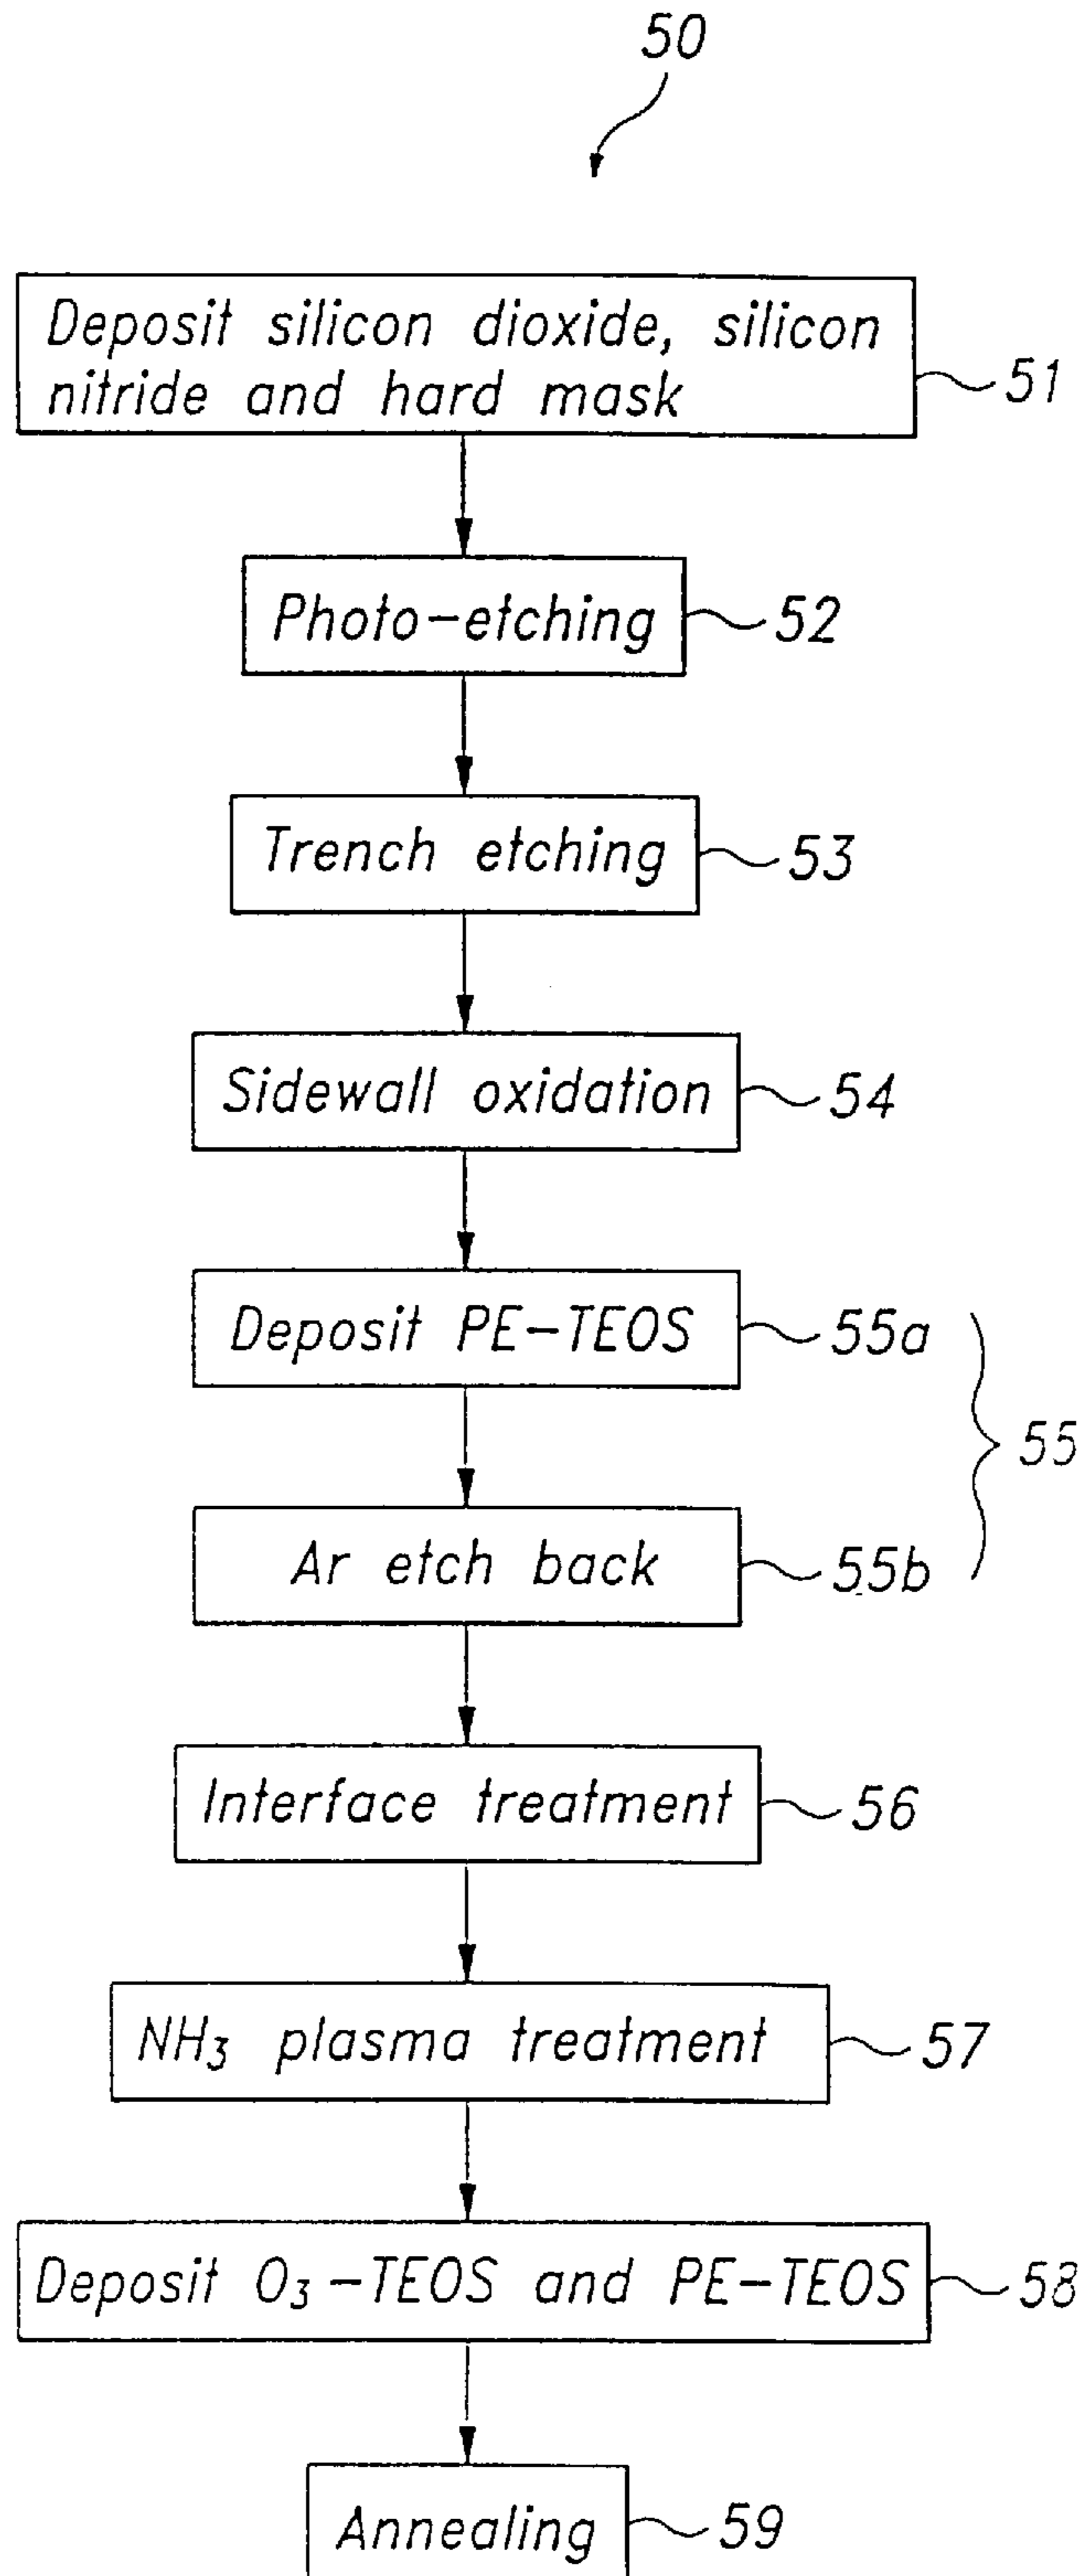 50
Deposit silicon dioxide, silicon
nitride and hard mask
51
Photo-etching
52
Trench etching
53
Sidewall oxidation
54
Deposit PE-TEOS
55a
55
Ar etch back
55b
Interface treatment
56
NH₃ plasma treatment
57
Deposit O₃-TEOS and PE-TEOS
58
Annealing
59